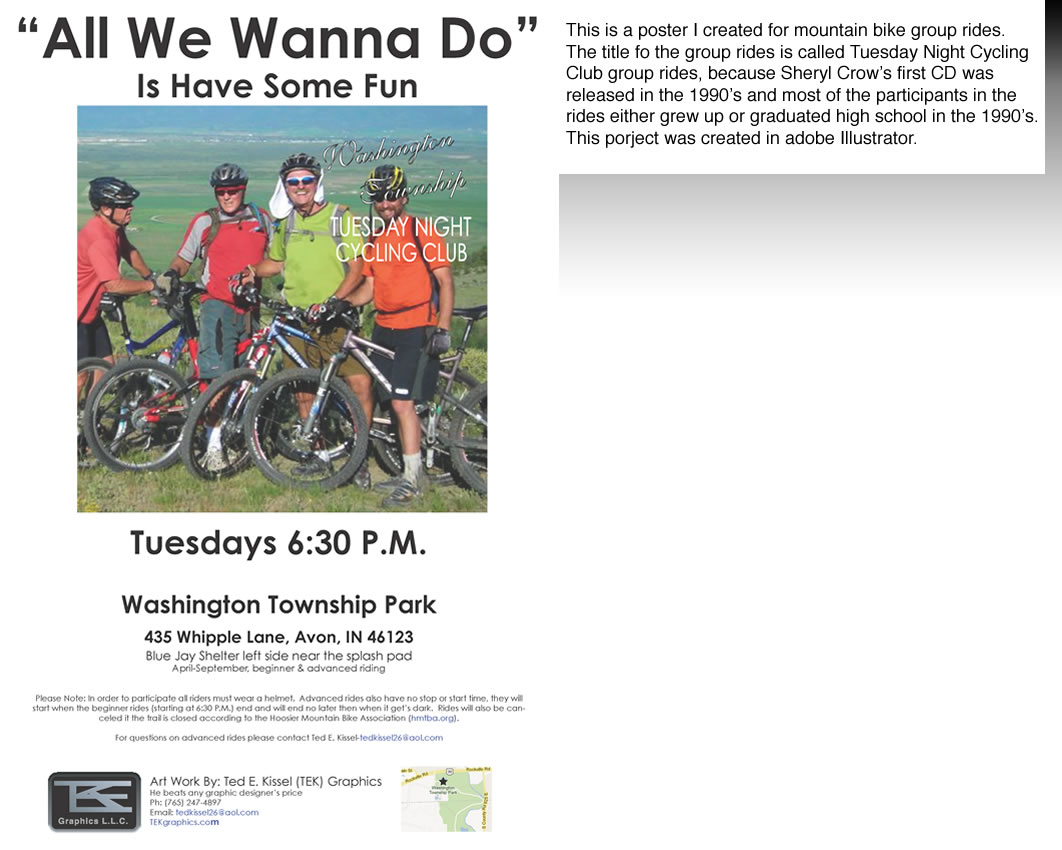 “All We Wanna Do”
Is Have Some Fun
Washington
Township
TUESDAY NIGHT
CYCLING CLUB
Tuesdays 6:30 P.M.
Washington Township Park
435 Whipple Lane, Avon, IN 46123
Blue Jay Shelter left side near the splash pad
April-September, beginner & advanced riding
Please Note: In order to participate all riders must wear a helmet.  Advanced rides also have no stop or start time, they will
start when the beginner rides (starting at 6:30 P.M.) end and will end no later then when it get’s dark.  Rides will also be can-
celed it the trail is closed according to the Hoosier Mountain Bike Association (hmtba.org).
For questions on advanced rides please contact Ted E. Kissel-tedkissel26@aol.com
TEK
Graphics L.L.C.
Art Work By: Ted E. Kissel (TEK) Graphics
He beats any graphic designer’s price
Ph: (765) 247-4897
Email: tedkissel26@aol.com
TEKgraphics.com
Rockville Rd
Rockville Rd
Washington
Township Park
This is a poster I created for mountain bike group rides.
The title fo the group rides is called Tuesday Night Cycling
Club group rides, because Sheryl Crow’s first CD was
released in the 1990’s and most of the participants in the
rides either grew up or graduated high school in the 1990’s.
This porject was created in adobe Illustrator.